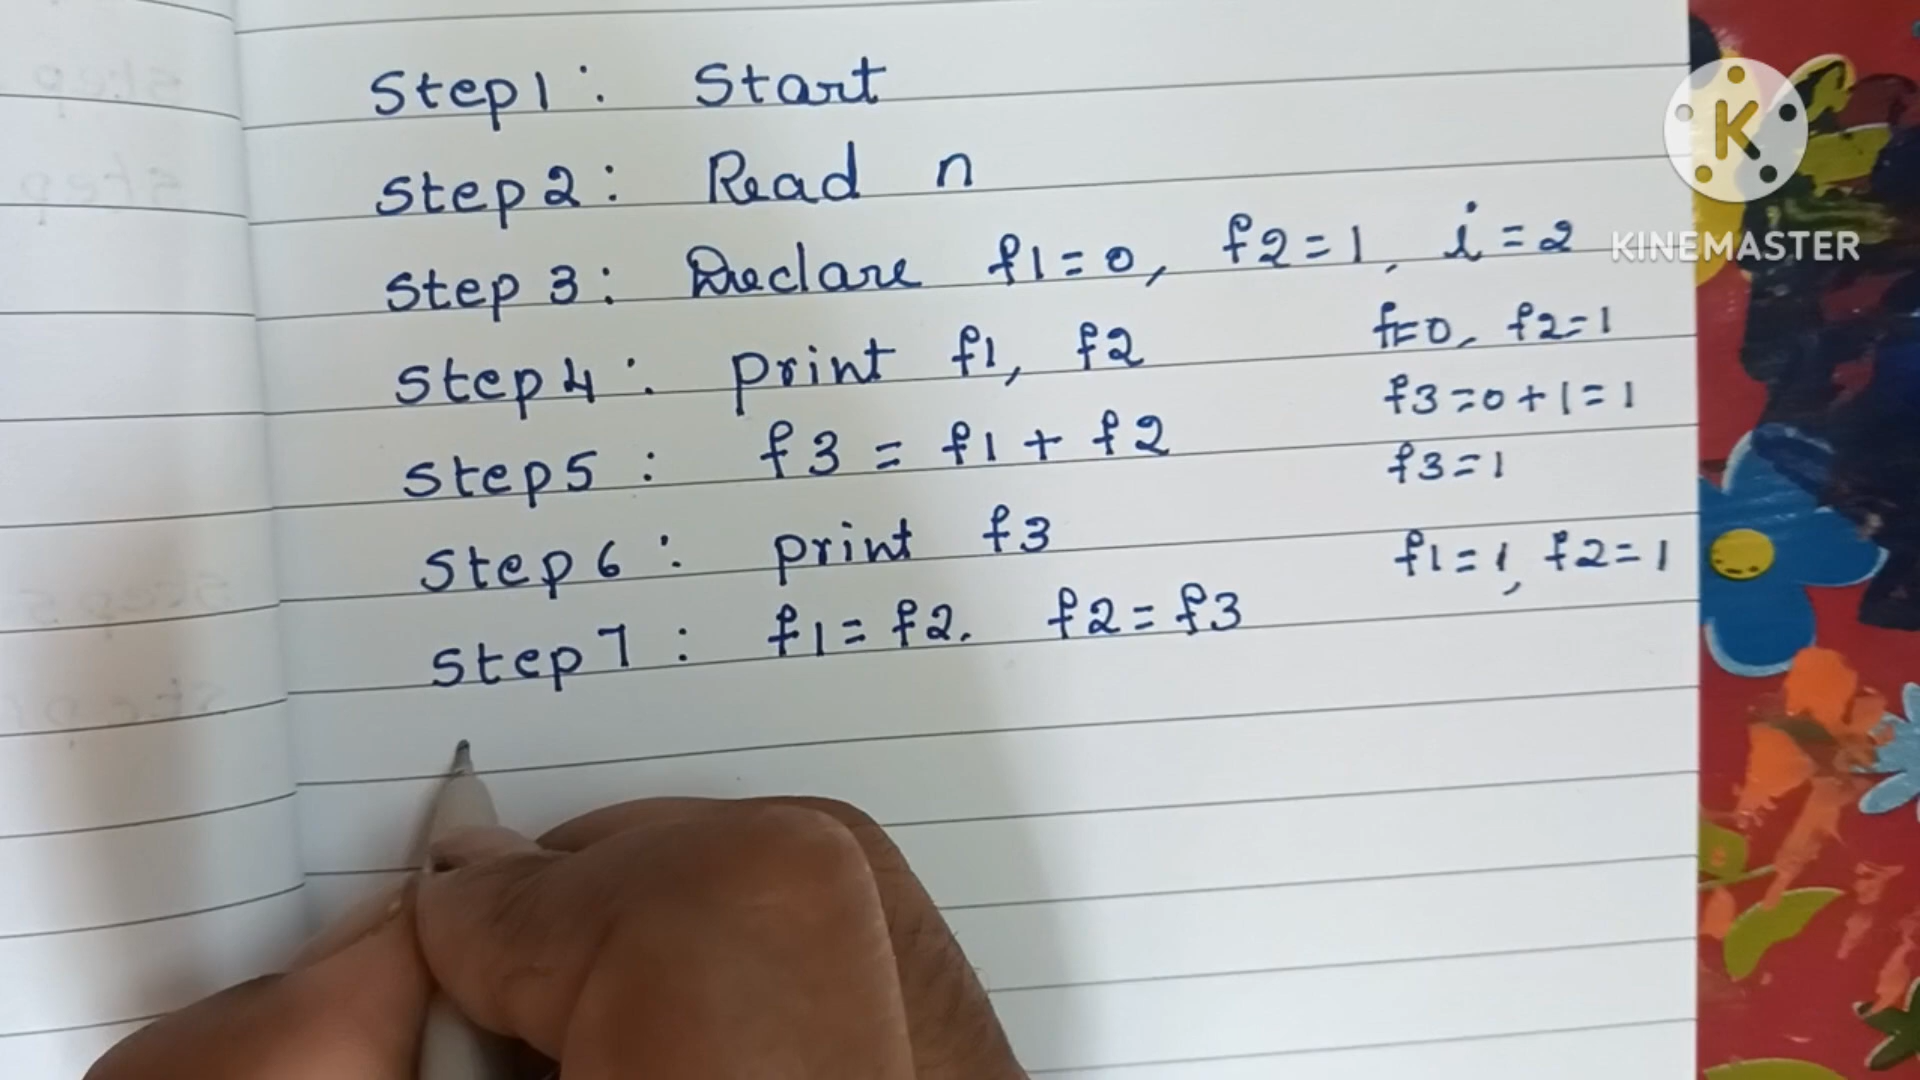 Step1: Start
Step2: Read n
Step 3: Declare f1=0, f2=1, i=2
Step4: print f1, f2
Step5: f3 = f1 + f2
Step6: print f3
Step7: f1=f2. f2=f3
f=0, f2=1
f3=0+1=1
f3=1
f1=1, f2=1
K
KINEMASTER